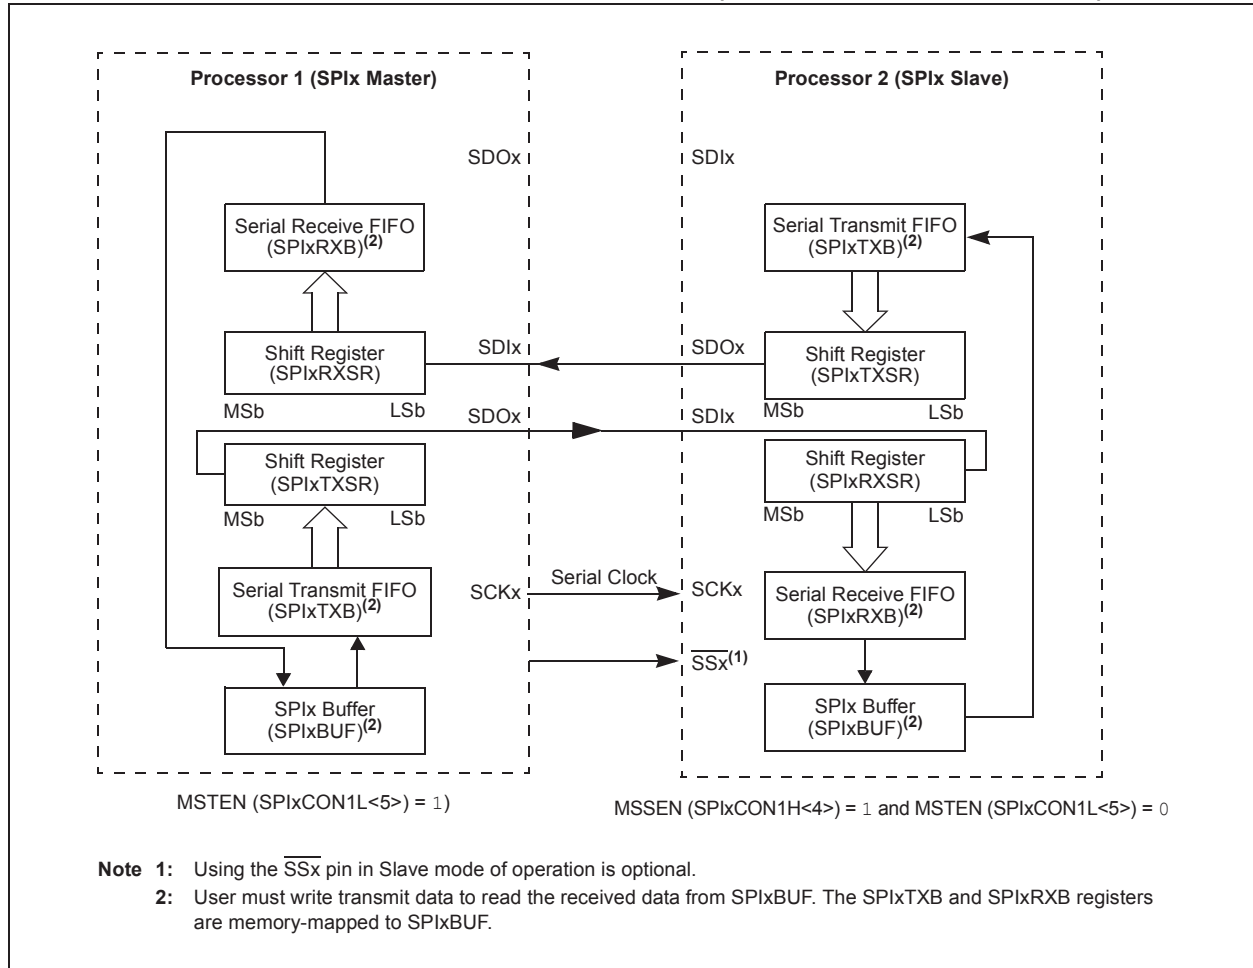 Processor 1 (SPIx Master)
SDOx
Serial Receive FIFO
(SPIxRXB)(2)
Shift Register
(SPIxRXSR)
SDIx
MSb LSb
SDOx
Shift Register
(SPIxTXSR)
MSb LSb
Serial Transmit FIFO
(SPIxTXB)(2)
SCKx
SPIx Buffer
(SPIxBUF)(2)
MSTEN (SPIxCON1L<5>) = 1)
Serial Clock
Processor 2 (SPIx Slave)
SDIx
Serial Transmit FIFO
(SPIxTXB)(2)
SDOx
Shift Register
(SPIxTXSR)
MSb LSb
SDIx
Shift Register
(SPIxRXSR)
MSb LSb
SCKx
Serial Receive FIFO
(SPIxRXB)(2)
SSx(1)
SPIx Buffer
(SPIxBUF)(2)
MSSEN (SPIxCON1H<4>) = 1 and MSTEN (SPIxCON1L<5>) = 0
Note 1: Using the SSx pin in Slave mode of operation is optional.
2: User must write transmit data to read the received data from SPIxBUF. The SPIxTXB and SPIxRXB registers
are memory-mapped to SPIxBUF.